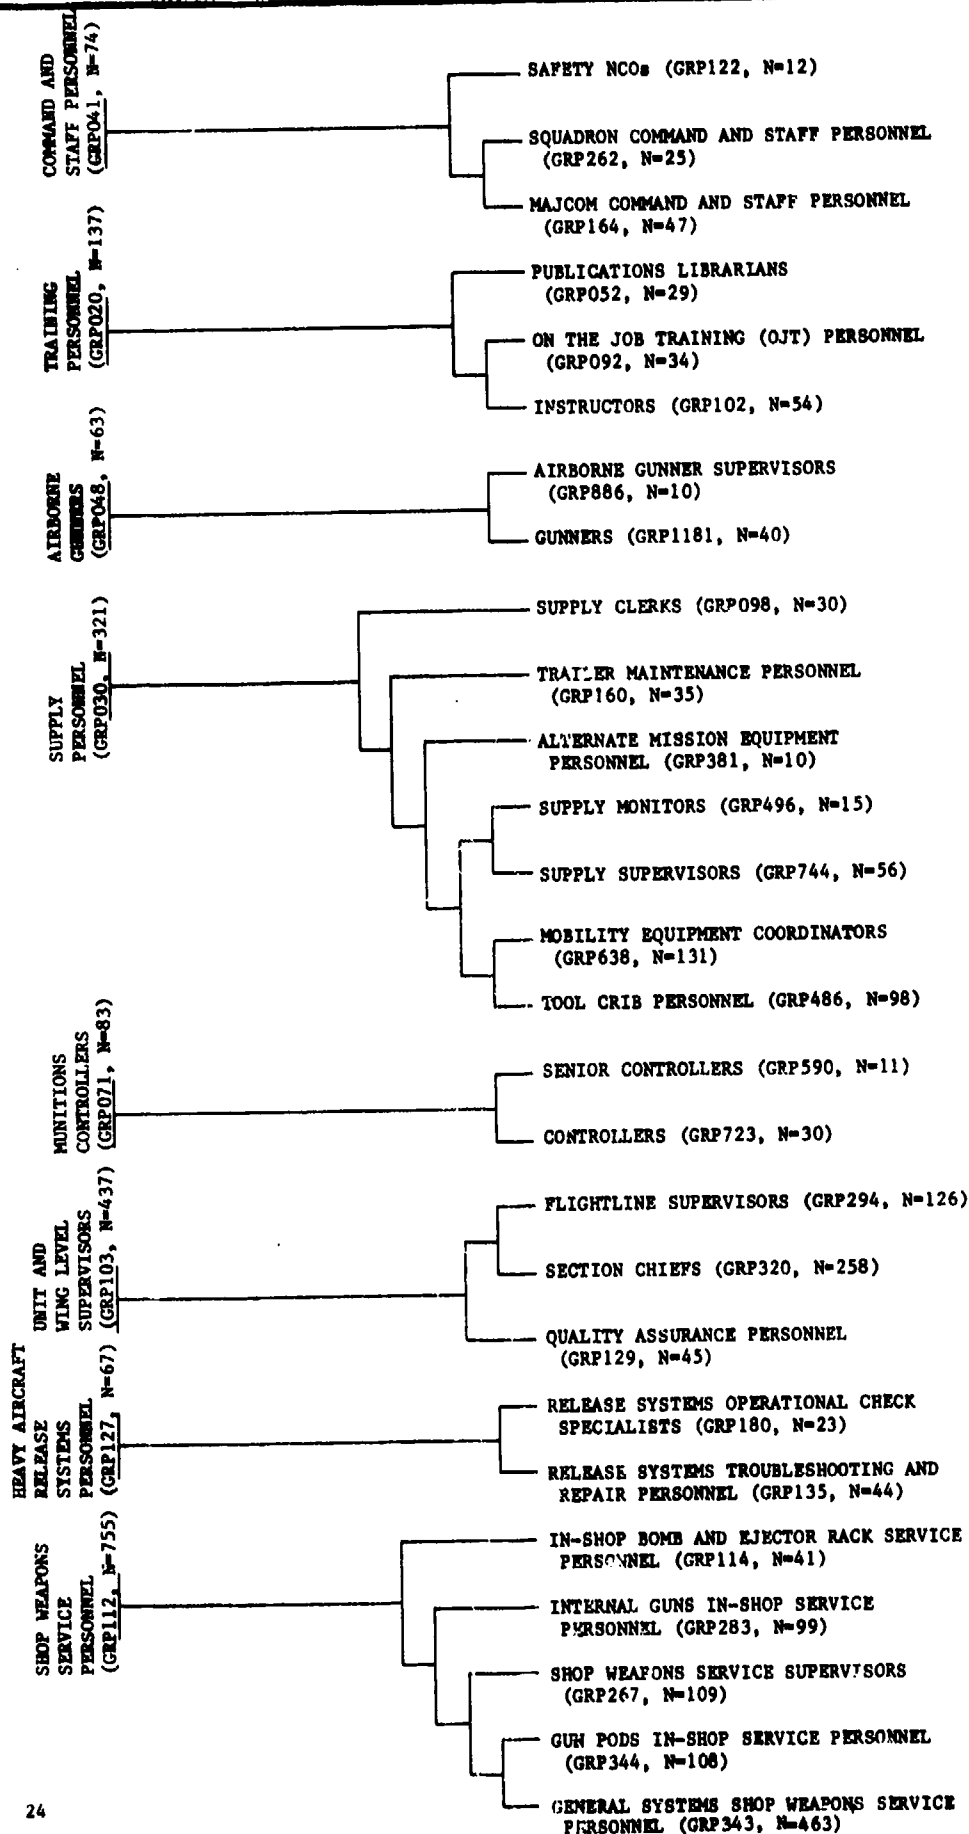 COMMAND AND
STAFF PERSONNEL
(GRP041, N=74)
SAFETY NCOs (GRP122, N=12)
SQUADRON COMMAND AND STAFF PERSONNEL
(GRP262, N=25)
MAJCOM COMMAND AND STAFF PERSONNEL
(GRP164, N=47)
TRAINING
PERSONNEL
(GRP020, N=137)
PUBLICATIONS LIBRARIANS
(GRP052, N=29)
ON THE JOB TRAINING (OJT) PERSONNEL
(GRP092, N=34)
INSTRUCTORS (GRP102, N=54)
AIRBORNE
GUNNERS
(GRP048, N=63)
AIRBORNE GUNNER SUPERVISORS
(GRP886, N=10)
GUNNERS (GRP1181, N=40)
SUPPLY
PERSONNEL
(GRP030, N=321)
SUPPLY CLERKS (GRP098, N=30)
TRAILER MAINTENANCE PERSONNEL
(GRP160, N=35)
ALTERNATE MISSION EQUIPMENT
PERSONNEL (GRP381, N=10)
SUPPLY MONITORS (GRP496, N=15)
SUPPLY SUPERVISORS (GRP744, N=56)
MOBILITY EQUIPMENT COORDINATORS
(GRP638, N=131)
TOOL CRIB PERSONNEL (GRP486, N=98)
MUNITIONS
CONTROLLERS
(GRP071, N=83)
SENIOR CONTROLLERS (GRP590, N=11)
CONTROLLERS (GRP723, N=30)
UNIT AND
WING LEVEL
SUPERVISORS
(GRP103, N=437)
FLIGHTLINE SUPERVISORS (GRP294, N=126)
SECTION CHIEFS (GRP320, N=258)
QUALITY ASSURANCE PERSONNEL
(GRP129, N=45)
HEAVY AIRCRAFT
RELEASE
SYSTEMS
PERSONNEL
(GRP127, N=67)
RELEASE SYSTEMS OPERATIONAL CHECK
SPECIALISTS (GRP180, N=23)
RELEASE SYSTEMS TROUBLESHOOTING AND
REPAIR PERSONNEL (GRP135, N=44)
SHOP WEAPONS
SERVICE
PERSONNEL
(GRP112, N=755)
IN-SHOP BOMB AND EJECTOR RACK SERVICE
PERSONNEL (GRP114, N=41)
INTERNAL GUNS IN-SHOP SERVICE
PERSONNEL (GRP283, N=99)
SHOP WEAPONS SERVICE SUPERVISORS
(GRP267, N=109)
GUN PODS IN-SHOP SERVICE PERSONNEL
(GRP344, N=108)
GENERAL SYSTEMS SHOP WEAPONS SERVICE
PERSONNEL (GRP343, N=463)
24